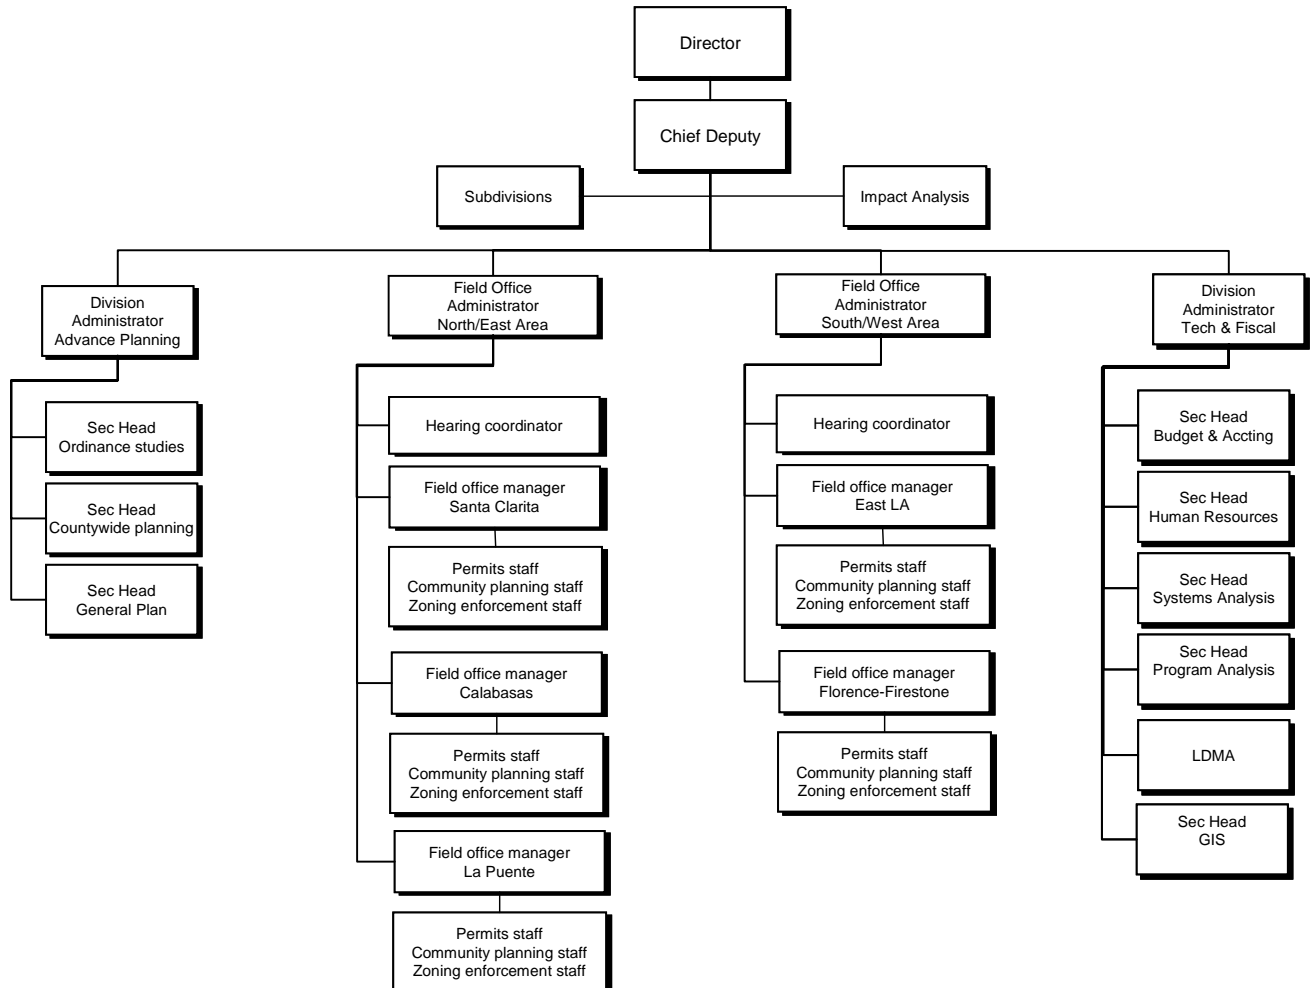 Director
Chief Deputy
Subdivisions
Impact Analysis
Division
Administrator
Advance Planning
Field Office
Administrator
North/East Area
Field Office
Administrator
South/West Area
Division
Administrator
Tech & Fiscal
Sec Head
Ordinance studies
Sec Head
Countywide planning
Sec Head
General Plan
Hearing coordinator
Field office manager
Santa Clarita
Permits staff
Community planning staff
Zoning enforcement staff
Field office manager
Calabasas
Permits staff
Community planning staff
Zoning enforcement staff
Field office manager
La Puente
Permits staff
Community planning staff
Zoning enforcement staff
Hearing coordinator
Field office manager
East LA
Permits staff
Community planning staff
Zoning enforcement staff
Field office manager
Florence-Firestone
Permits staff
Community planning staff
Zoning enforcement staff
Sec Head
Budget & Accting
Sec Head
Human Resources
Sec Head
Systems Analysis
Sec Head
Program Analysis
LDMA
Sec Head
GIS